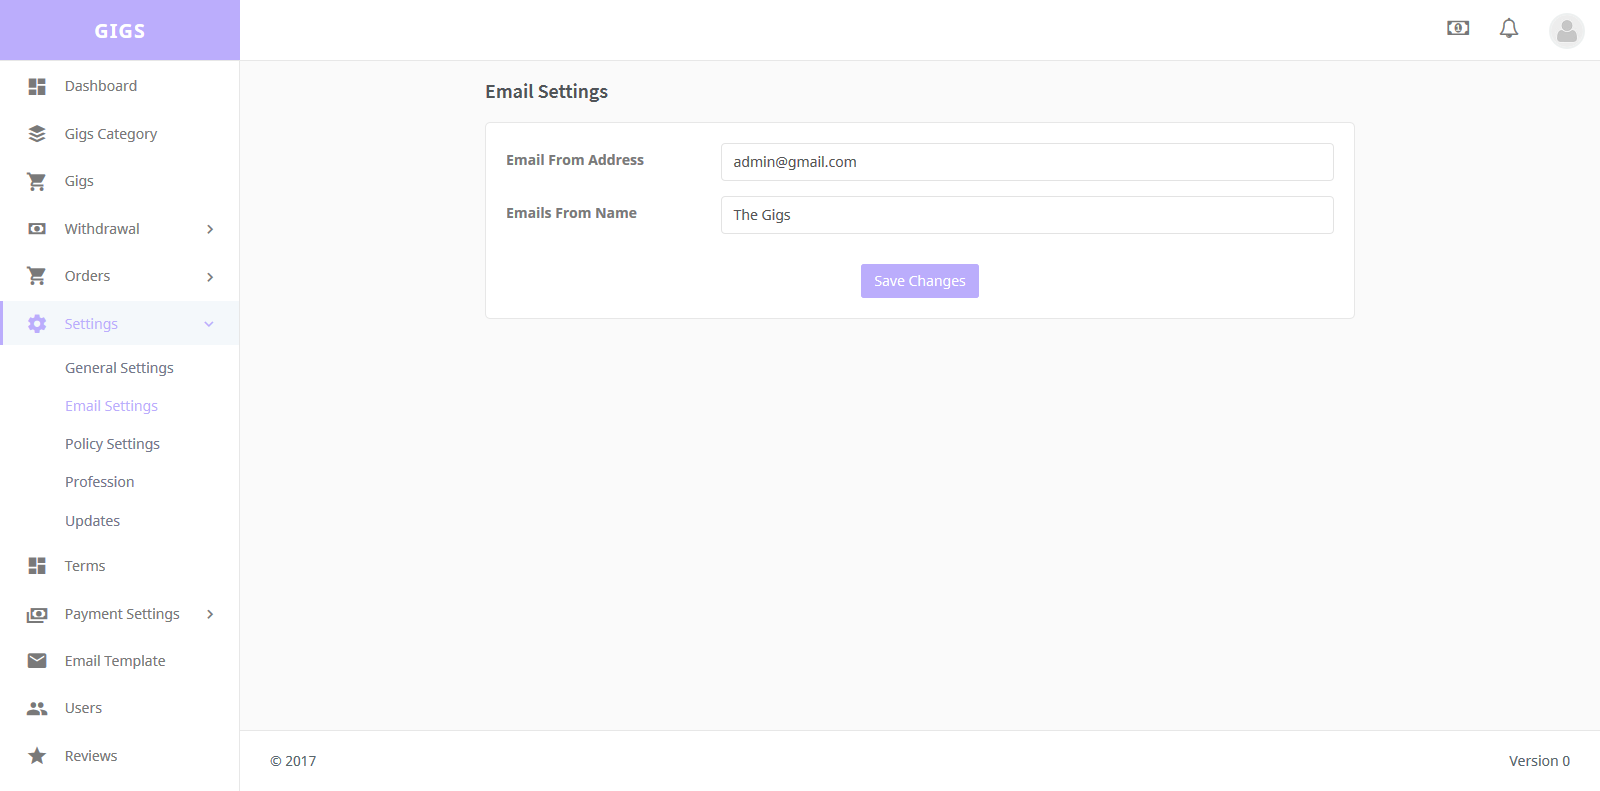 GIGS
Dashboard
Gigs Category
Gigs
Withdrawal
Orders
Settings
General Settings
Email Settings
Policy Settings
Profession
Updates
Terms
Payment Settings
Email Template
Users
Reviews
1
Email Settings
Email From Address
admin@gmail.com
Emails From Name
The Gigs
Save Changes
© 2017
Version 0